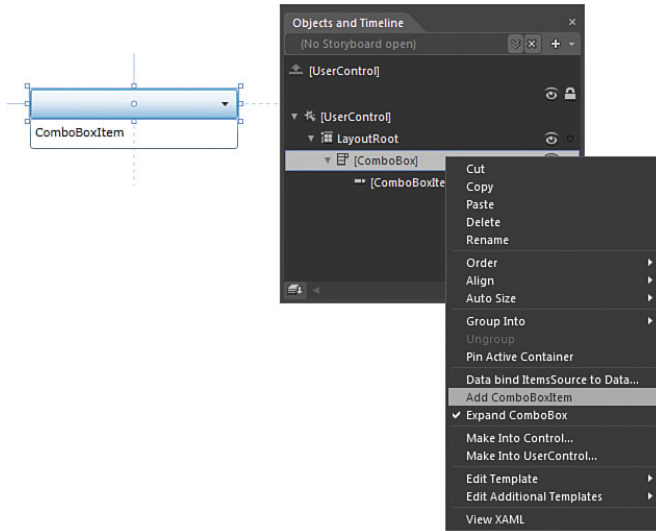 Objects and Timeline
(No Storyboard open)
[UserControl]
[UserControl]
LayoutRoot
[ComboBox]
[ComboBoxIte
ComboBoxItem
Cut
Copy
Paste
Delete
Rename
Order
Align
Auto Size
Group Into
Ungroup
Pin Active Container
Data bind ItemsSource to Data...
Add ComboBoxItem
Expand ComboBox
Make Into Control...
Make Into UserControl...
Edit Template
Edit Additional Templates
View XAML